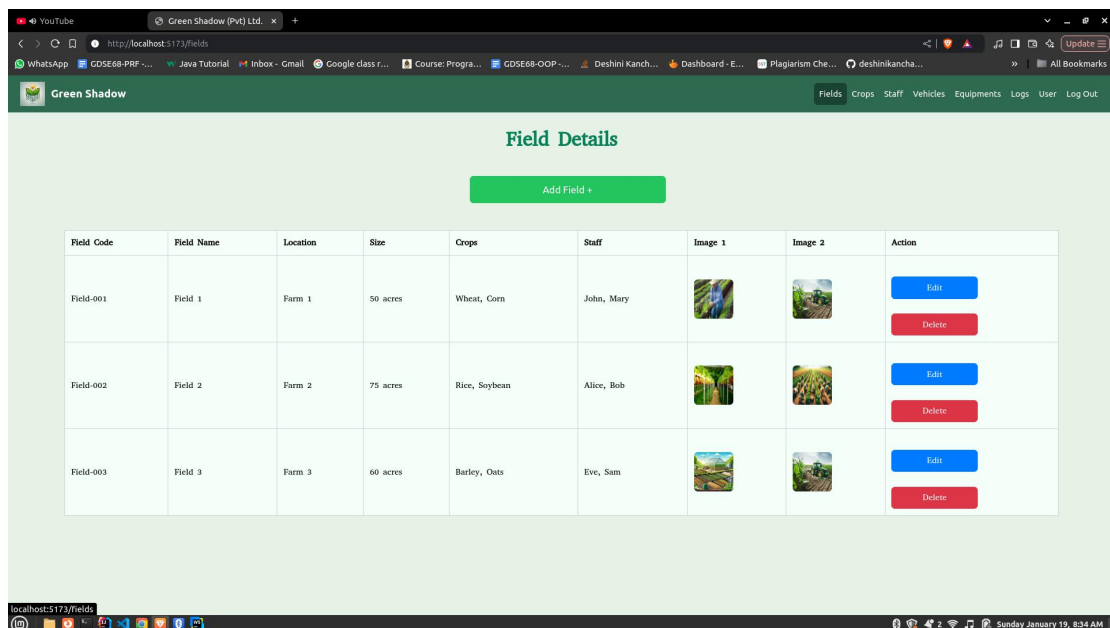 YouTube
Green Shadow (Pvt) Ltd.
http://localhost:5173/fields
Update
WhatsApp
GDSE68-PRF -...
Java Tutorial
Inbox - Gmail
Google class r...
Course: Progra...
GDSE68-OOP -...
Deshini Kanch...
Dashboard - E...
Plagiarism Che...
deshinikancha...
All Bookmarks
Green Shadow
Fields Crops Staff Vehicles Equipments Logs User Log Out
Field Details
Add Field +
Field Code Field Name Location Size Crops Staff Image 1 Image 2 Action
Field-001 Field 1 Farm 1 50 acres Wheat, Corn John, Mary
Edit
Delete
Field-002 Field 2 Farm 2 75 acres Rice, Soybean Alice, Bob
Edit
Delete
Field-003 Field 3 Farm 3 60 acres Barley, Oats Eve, Sam
Edit
Delete
localhost:5173/fields
2 Sunday January 19, 8:34 AM